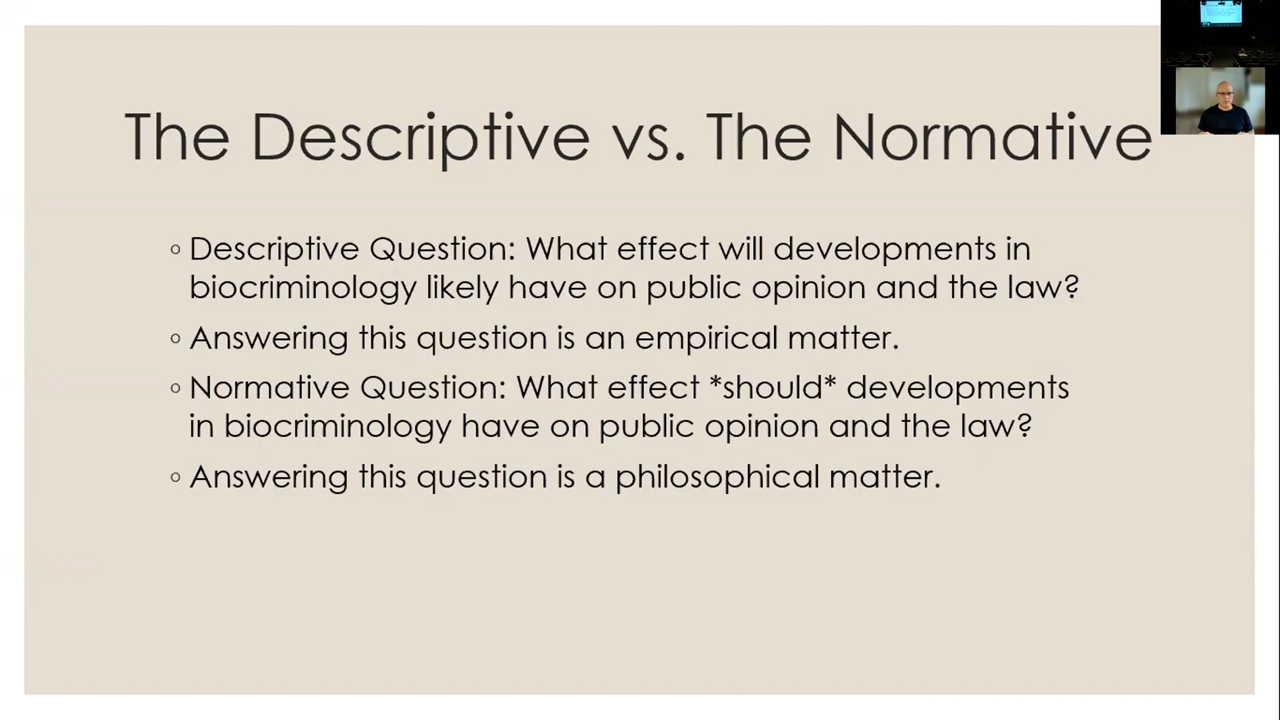 The Descriptive vs. The Normative
◦ Descriptive Question: What effect will developments in
biocriminology likely have on public opinion and the law?
◦ Answering this question is an empirical matter.
◦ Normative Question: What effect *should* developments
in biocriminology have on public opinion and the law?
◦ Answering this question is a philosophical matter.